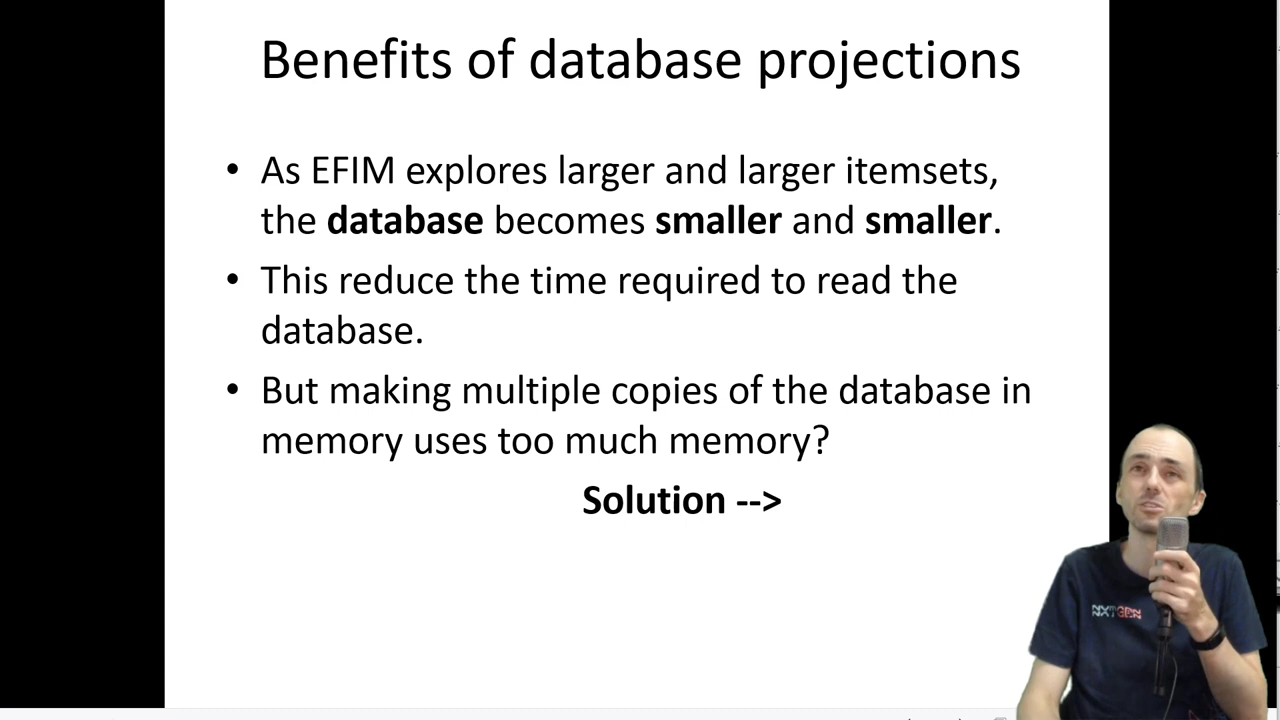 Benefits of database projections
• As EFIM explores larger and larger itemsets,
the database becomes smaller and smaller.
• This reduce the time required to read the
database.
• But making multiple copies of the database in
memory uses too much memory?
Solution -->